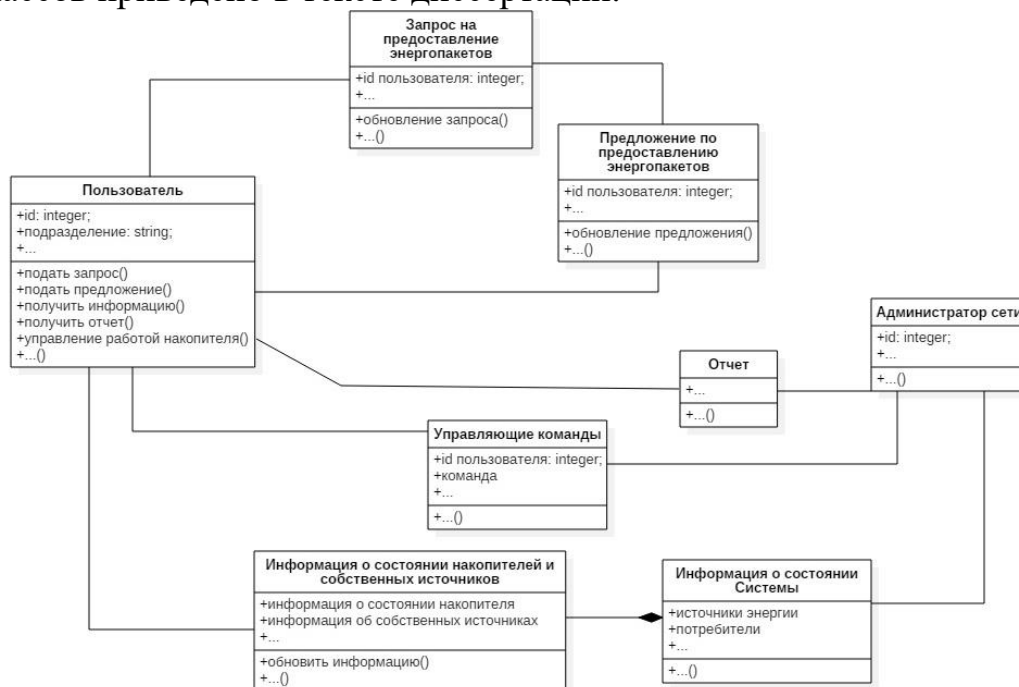 приведено в тексте диссертации.
Запрос на
предоставление
энергопакетов
+id пользователя: integer;
+...
+обновление запроса()
+...()
Предложение по
предоставлению
энергопакетов
+id пользователя: integer;
+...
+обновление предложения()
+...()
Пользователь
+id: integer;
+подразделение: string;
+...
+подать запрос()
+подать предложение()
+получить информацию()
+получить отчет()
+управление работой накопителя()
+...()
Администратор сети
+id: integer;
+...
+...()
Отчет
+...
+...()
Управляющие команды
+id пользователя: integer;
+команда
+...
+...()
Информация о состоянии накопителей и
собственных источников
+информация о состоянии накопителя
+информация об собственных источниках
+...
+обновить информацию()
+...()
Информация о состоянии
Системы
+источники энергии
+потребители
+...
+...()